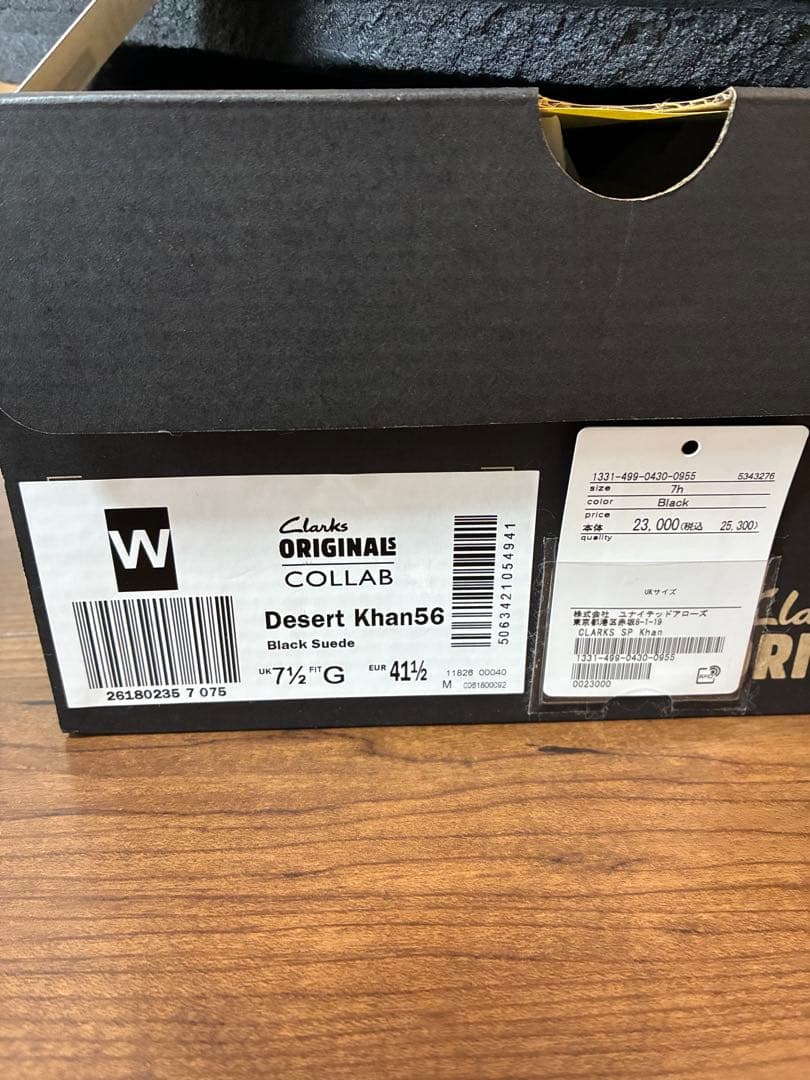 W
Clarks
ORIGINALS
COLLAB
Desert Khan56
Black Suede
UK 7½ FIT G EUR 41½
11826 00040
M 0061800092
26180235 7 075
5063421054941
1331-499-0430-0955 5343276
size 7h
color Black
price
本体 23,000(税込 25,300)
quality
UKサイズ
株式会社 ユナイテッドアローズ
東京都港区赤坂8-1-19
CLARKS SP Khan
1331-499-0430-0955
0023000
Cla
ORI